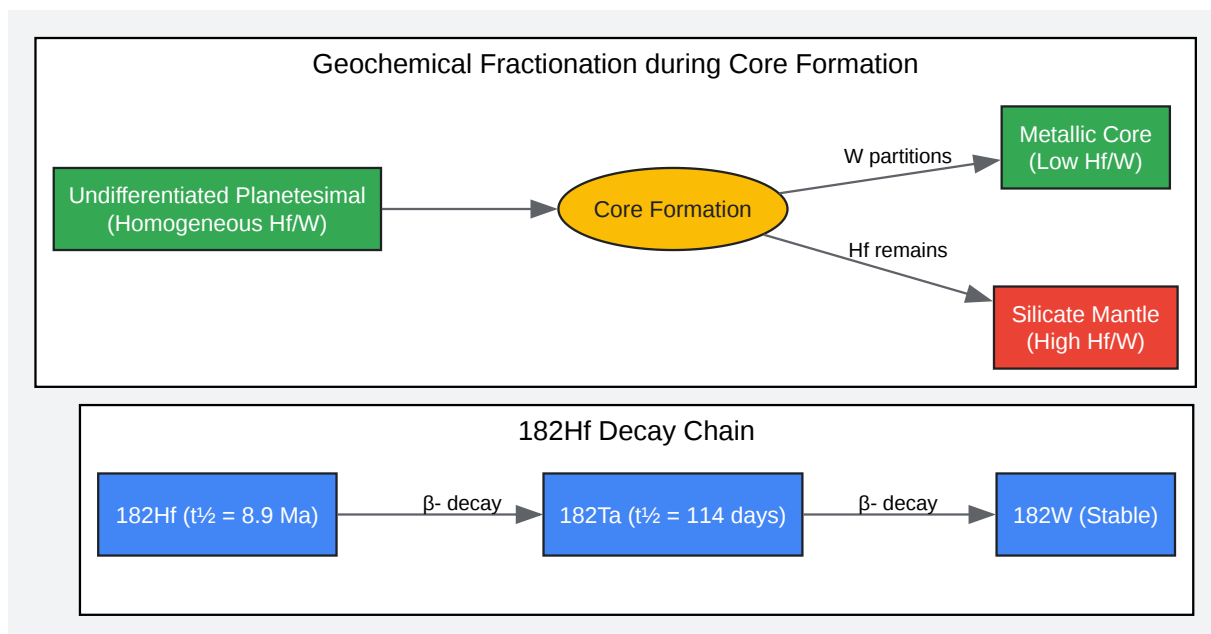 Geochemical Fractionation during Core Formation
Undifferentiated Planetesimal
(Homogeneous Hf/W)
Core Formation
W partitions
Metallic Core
(Low Hf/W)
Hf remains
Silicate Mantle
(High Hf/W)
182Hf Decay Chain
182Hf (t½ = 8.9 Ma)
β- decay
182Ta (t½ = 114 days)
β- decay
182W (Stable)